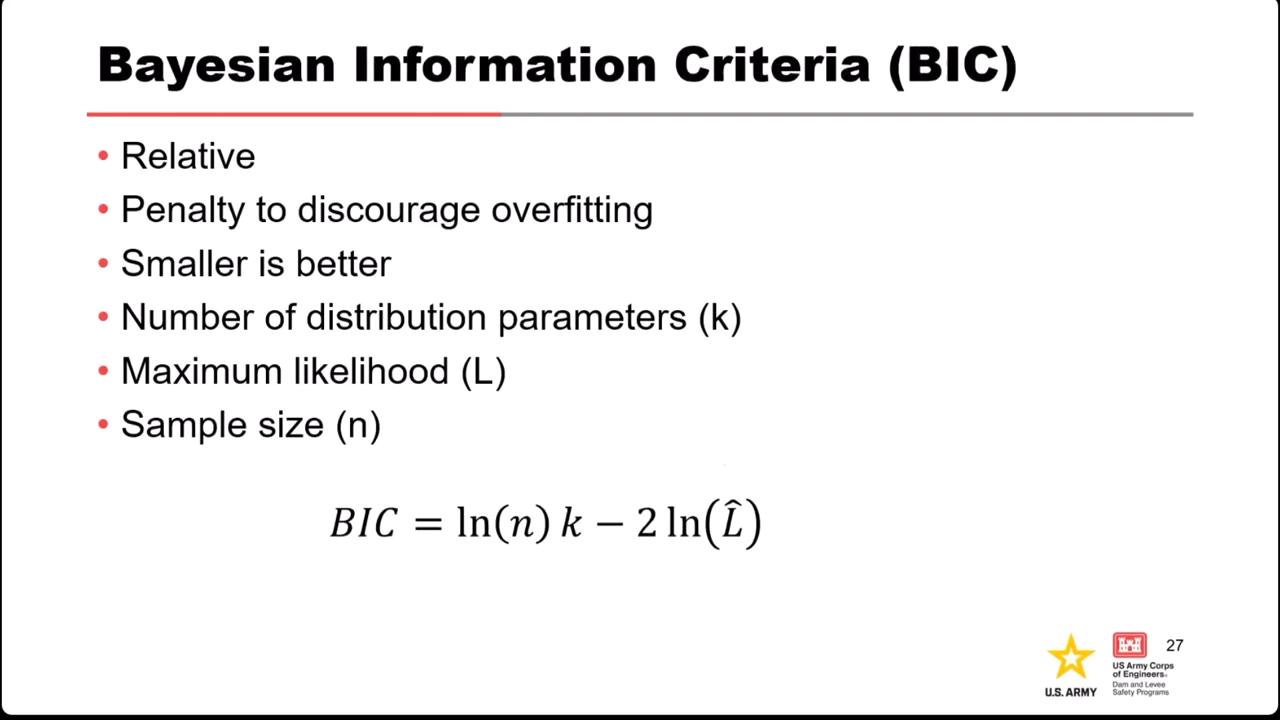 Bayesian Information Criteria (BIC)
• Relative
• Penalty to discourage overfitting
• Smaller is better
• Number of distribution parameters (k)
• Maximum likelihood (L)
• Sample size (n)
BIC = ln(n) k − 2 ln(L̂)
27
U.S. ARMY
US Army Corps
of Engineers®
Dam and Levee
Safety Programs